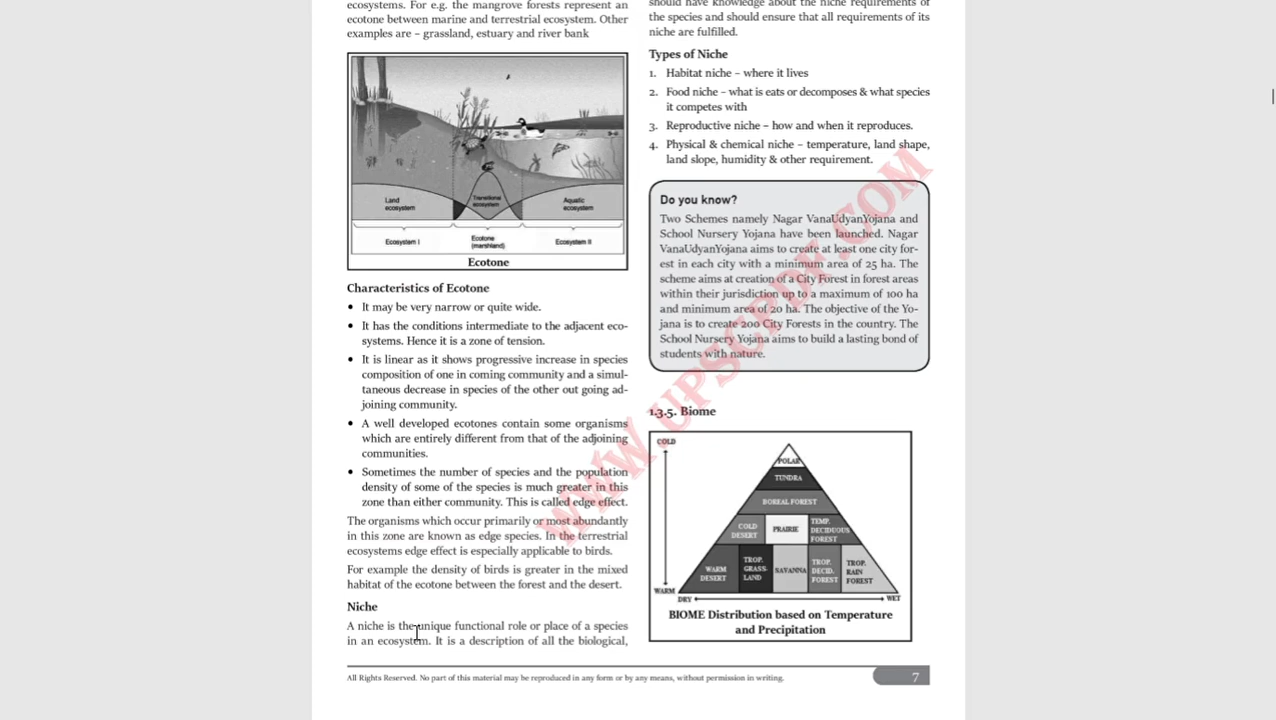 ecosystems. For e.g. the mangrove forests represent an
ecotone between marine and terrestrial ecosystem. Other
examples are – grassland, estuary and river bank
Land
ecosystem
Transitional
ecosystem
Aquatic
ecosystem
Ecosystem I
Ecotone
(marshland)
Ecosystem II
Ecotone
Characteristics of Ecotone
• It may be very narrow or quite wide.
• It has the conditions intermediate to the adjacent eco-
systems. Hence it is a zone of tension.
• It is linear as it shows progressive increase in species
composition of one in coming community and a simul-
taneous decrease in species of the other out going ad-
joining community.
• A well developed ecotones contain some organisms
which are entirely different from that of the adjoining
communities.
• Sometimes the number of species and the population
density of some of the species is much greater in this
zone than either community. This is called edge effect.
The organisms which occur primarily or most abundantly
in this zone are known as edge species. In the terrestrial
ecosystems edge effect is especially applicable to birds.
For example the density of birds is greater in the mixed
habitat of the ecotone between the forest and the desert.
Niche
A niche is the unique functional role or place of a species
in an ecosystem. It is a description of all the biological,
should have knowledge about the niche requirements of
the species and should ensure that all requirements of its
niche are fulfilled.
Types of Niche
1. Habitat niche – where it lives
2. Food niche – what is eats or decomposes & what species
it competes with
3. Reproductive niche – how and when it reproduces.
4. Physical & chemical niche – temperature, land shape,
land slope, humidity & other requirement.
Do you know?
Two Schemes namely Nagar VanaUdyanYojana and
School Nursery Yojana have been launched. Nagar
VanaUdyanYojana aims to create at least one city for-
est in each city with a minimum area of 25 ha. The
scheme aims at creation of a City Forest in forest areas
within their jurisdiction up to a maximum of 100 ha
and minimum area of 20 ha. The objective of the Yo-
jana is to create 200 City Forests in the country. The
School Nursery Yojana aims to build a lasting bond of
students with nature.
1.3.5. Biome
COLD
POLAR
TUNDRA
BOREAL FOREST
COLD
DESERT
PRAIRIE
TEMP.
DECIDUOUS
FOREST
WARM
DESERT
TROP.
GRASS-
LAND
SAVANNA
TROP.
DECID.
FOREST
TROP.
RAIN
FOREST
WARM
DRY
WET
BIOME Distribution based on Temperature
and Precipitation
All Rights Reserved. No part of this material may be reproduced in any form or by any means, without permission in writing.
7
WWW.UPSCPDF.COM